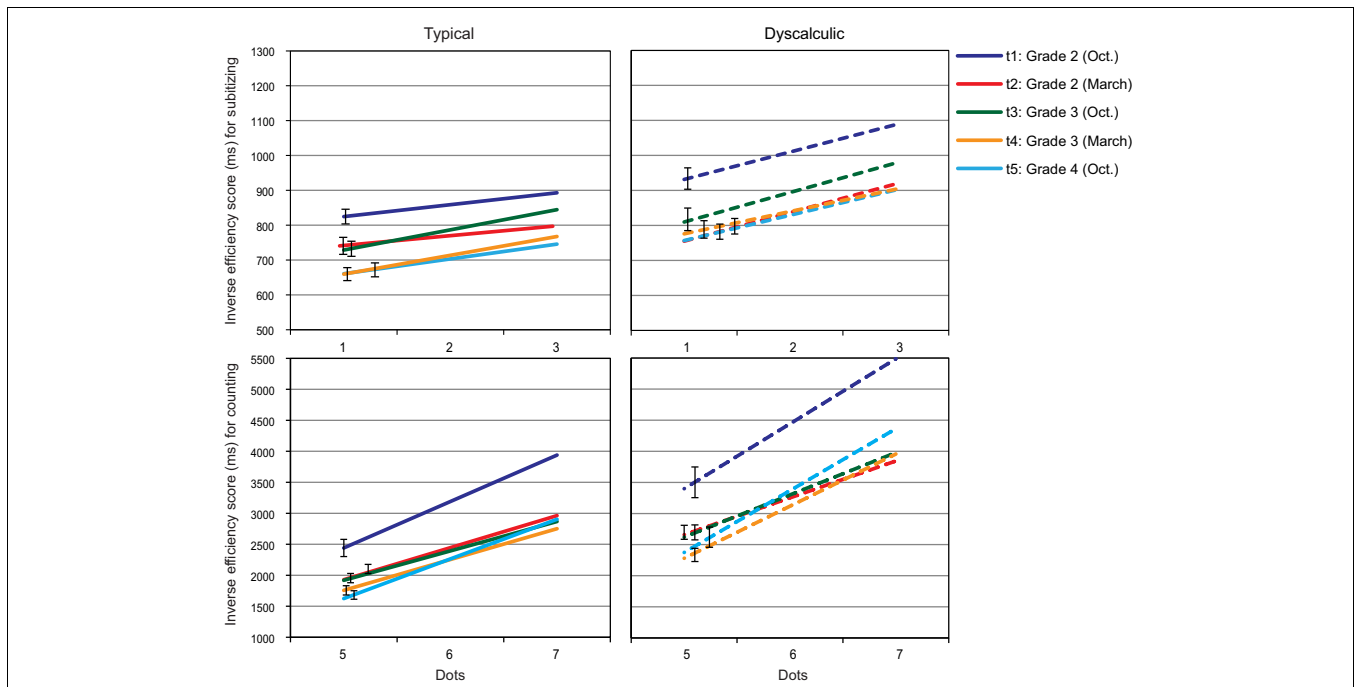 Typical
Dyscalculic
Inverse efficiency score (ms) for subitizing
1300
1200
1100
1000
900
800
700
600
500
1 2 3
1 2 3
t1: Grade 2 (Oct.)
t2: Grade 2 (March)
t3: Grade 3 (Oct.)
t4: Grade 3 (March)
t5: Grade 4 (Oct.)
Inverse efficiency score (ms) for counting
5500
5000
4500
4000
3500
3000
2500
2000
1500
1000
5 6 7
Dots
5 6 7
Dots